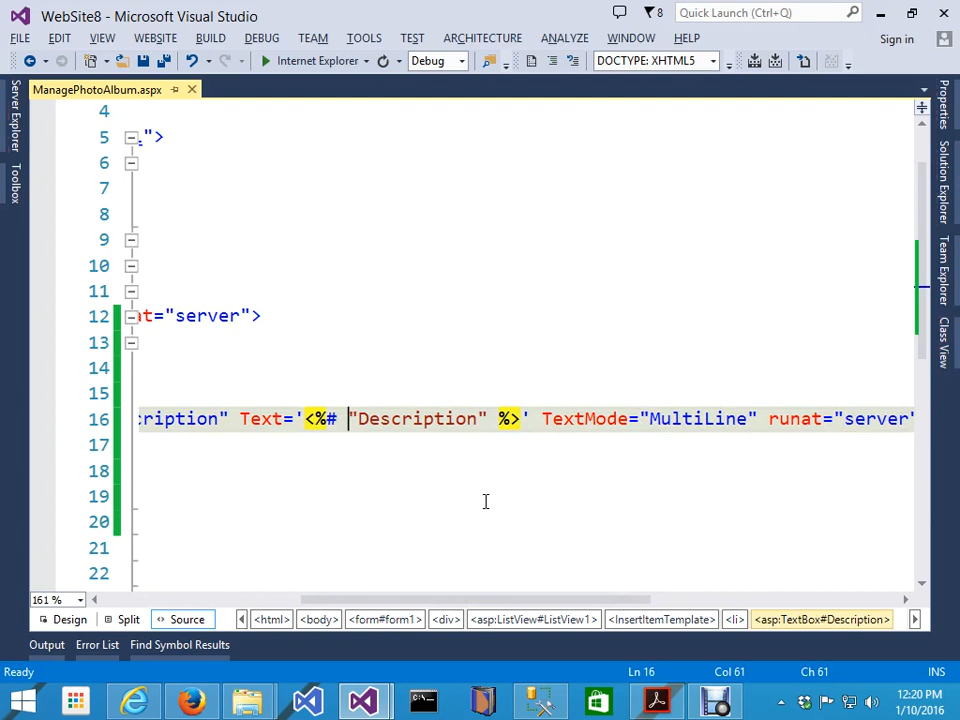 WebSite8 - Microsoft Visual Studio
8
Quick Launch (Ctrl+Q)
FILE EDIT VIEW WEBSITE BUILD DEBUG TEAM TOOLS TEST ARCHITECTURE ANALYZE WINDOW HELP
Sign in
Internet Explorer
Debug
DOCTYPE: XHTML5
Server Explorer
Toolbox
ManagePhotoAlbum.aspx
4
5 ">
6
7
8
9
10
11
12 at="server">
13
14
15
16 cription" Text='<%# "Description" %>' TextMode="MultiLine" runat="server"
17
18
19
20
21
22
Properties
Solution Explorer
Team Explorer
Class View
161 %
Design Split Source <html> <body> <form#form1> <div> <asp:ListView#ListView1> <InsertItemTemplate> <li> <asp:TextBox#Description>
Output Error List Find Symbol Results
Ready Ln 16 Col 61 Ch 61 INS
12:20 PM
1/10/2016